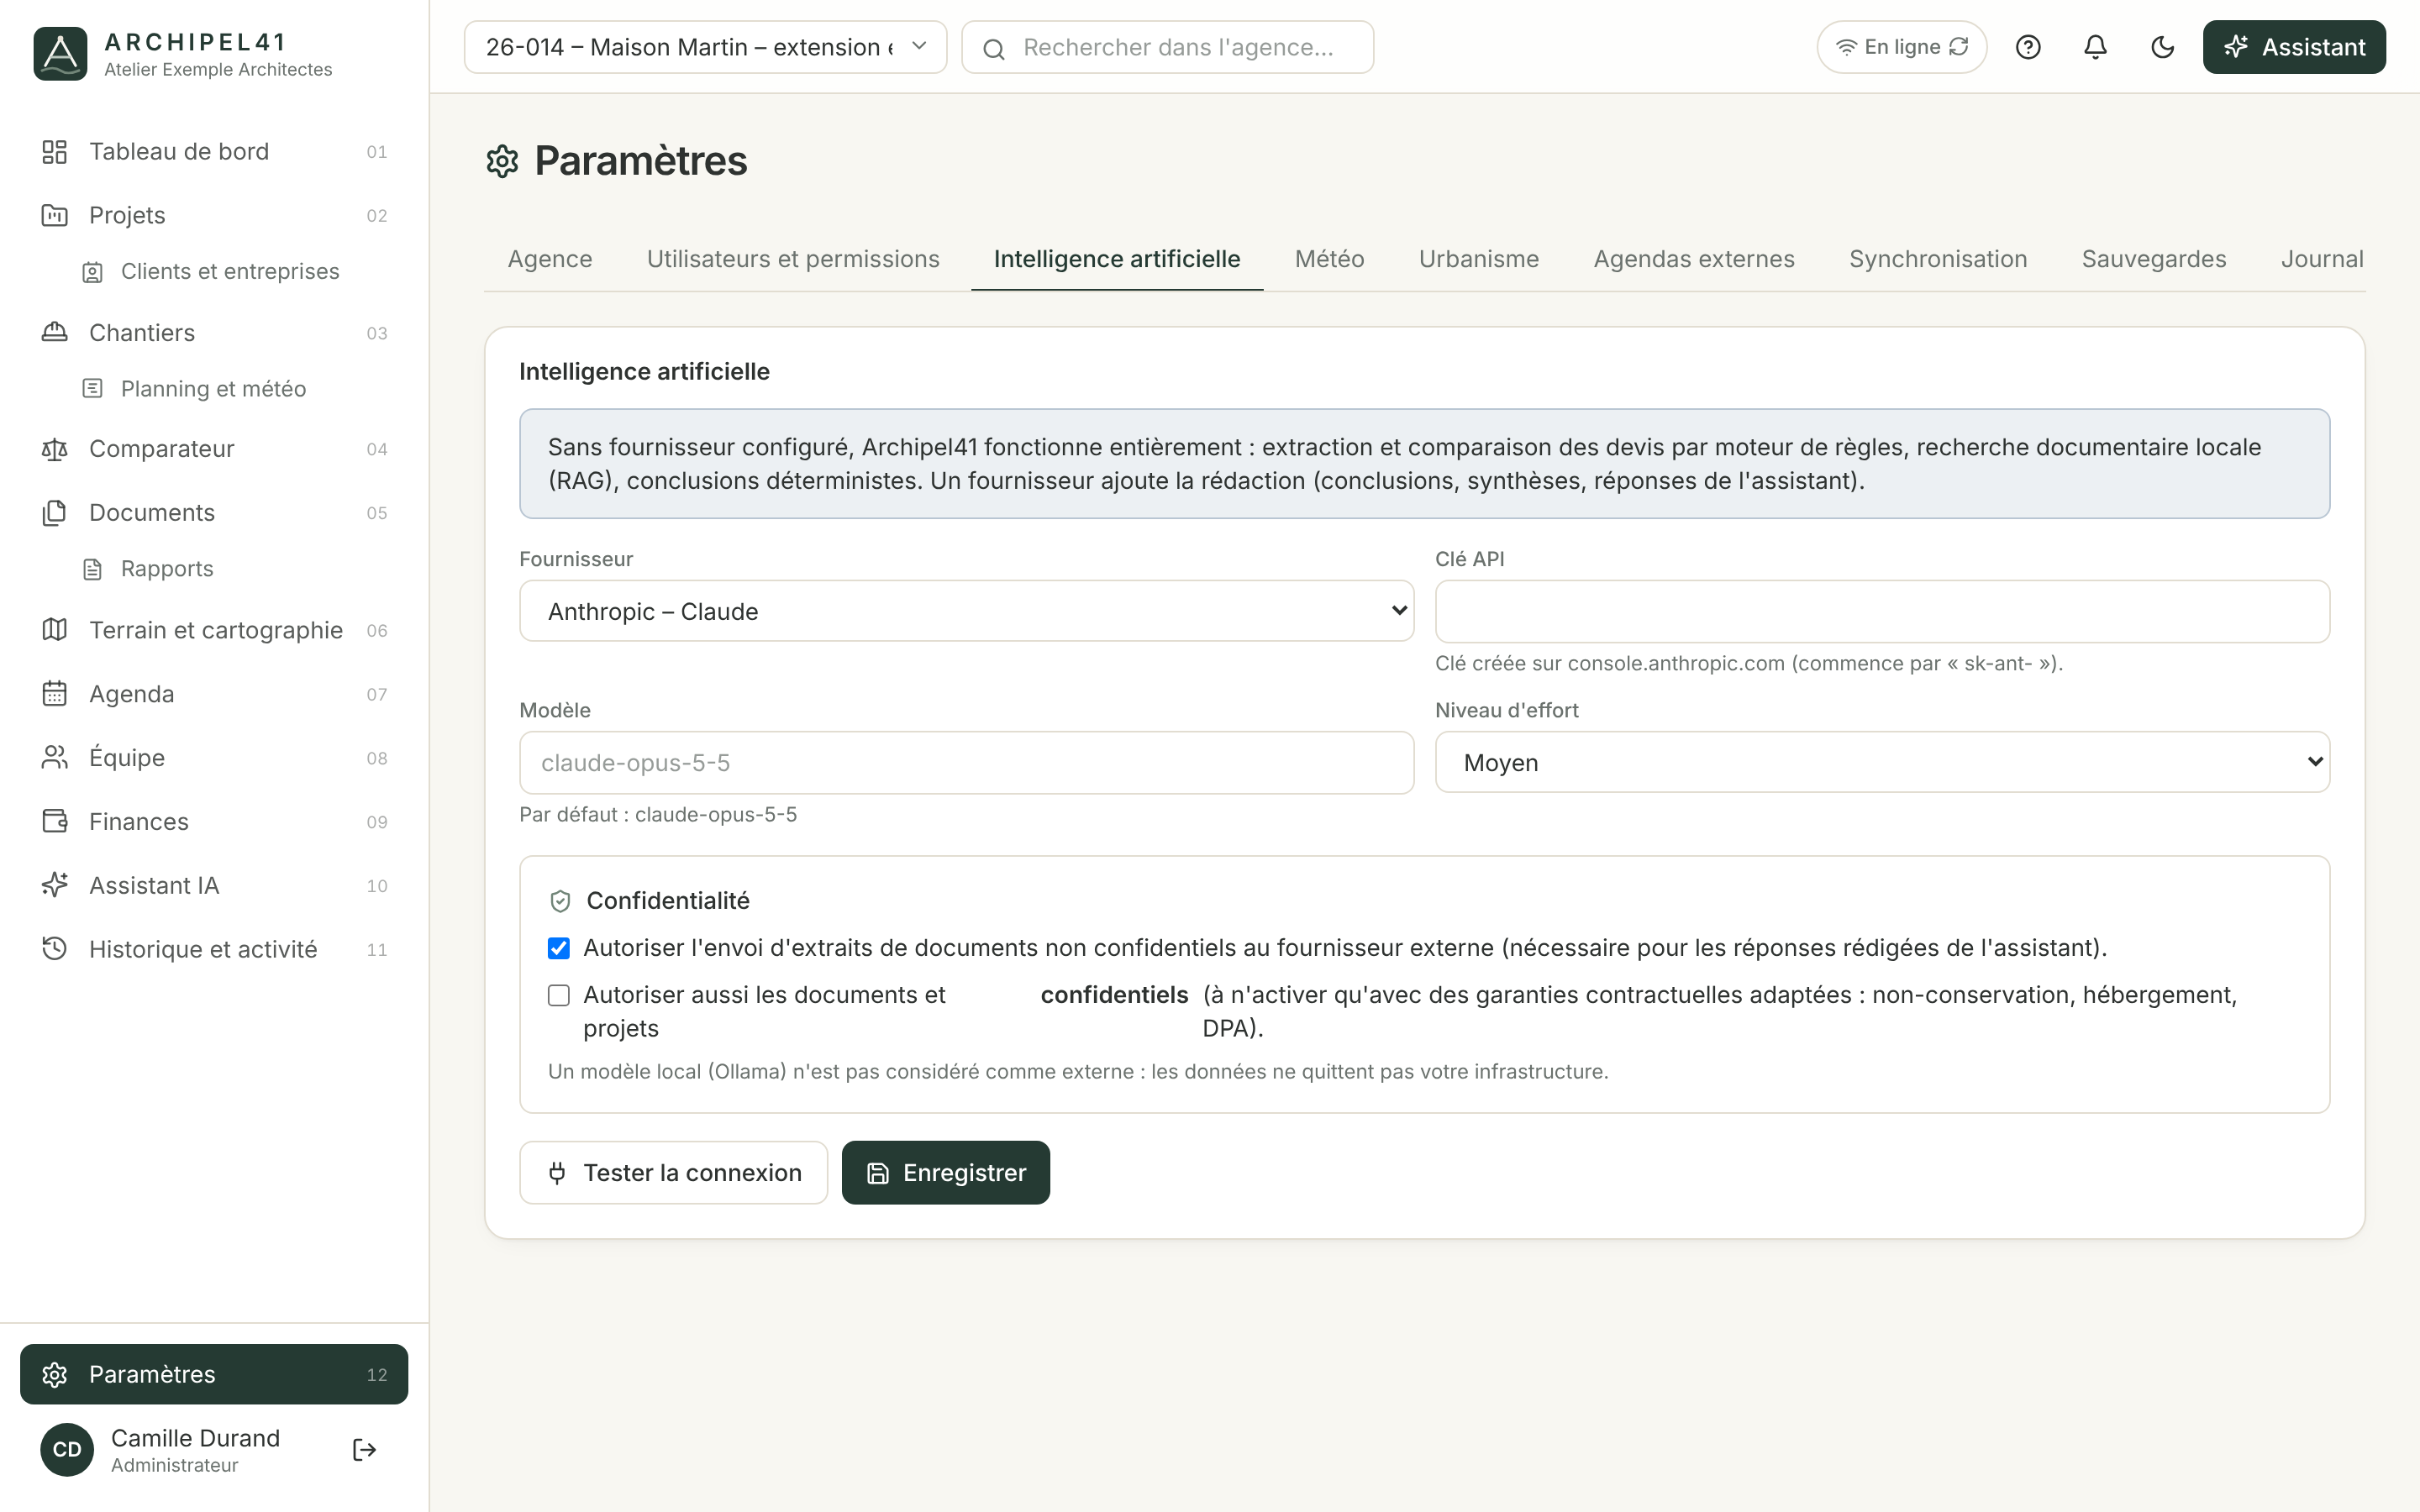 ARCHIPEL41
Atelier Exemple Architectes
Tableau de bord 01
Projets 02
Clients et entreprises
Chantiers 03
Planning et météo
Comparateur 04
Documents 05
Rapports
Terrain et cartographie 06
Agenda 07
Équipe 08
Finances 09
Assistant IA 10
Historique et activité 11
Paramètres 12
CD
Camille Durand
Administrateur
26-014 – Maison Martin – extension
Rechercher dans l'agence...
En ligne
Assistant
Paramètres
Agence
Utilisateurs et permissions
Intelligence artificielle
Météo
Urbanisme
Agendas externes
Synchronisation
Sauvegardes
Journal
Intelligence artificielle
Sans fournisseur configuré, Archipel41 fonctionne entièrement : extraction et comparaison des devis par moteur de règles, recherche documentaire locale
(RAG), conclusions déterministes. Un fournisseur ajoute la rédaction (conclusions, synthèses, réponses de l'assistant).
Fournisseur
Anthropic – Claude
Clé API
Clé créée sur console.anthropic.com (commence par « sk-ant- »).
Modèle
claude-opus-5-5
Par défaut : claude-opus-5-5
Niveau d'effort
Moyen
Confidentialité
Autoriser l'envoi d'extraits de documents non confidentiels au fournisseur externe (nécessaire pour les réponses rédigées de l'assistant).
Autoriser aussi les documents et projets confidentiels (à n'activer qu'avec des garanties contractuelles adaptées : non-conservation, hébergement, DPA).
Un modèle local (Ollama) n'est pas considéré comme externe : les données ne quittent pas votre infrastructure.
Tester la connexion
Enregistrer